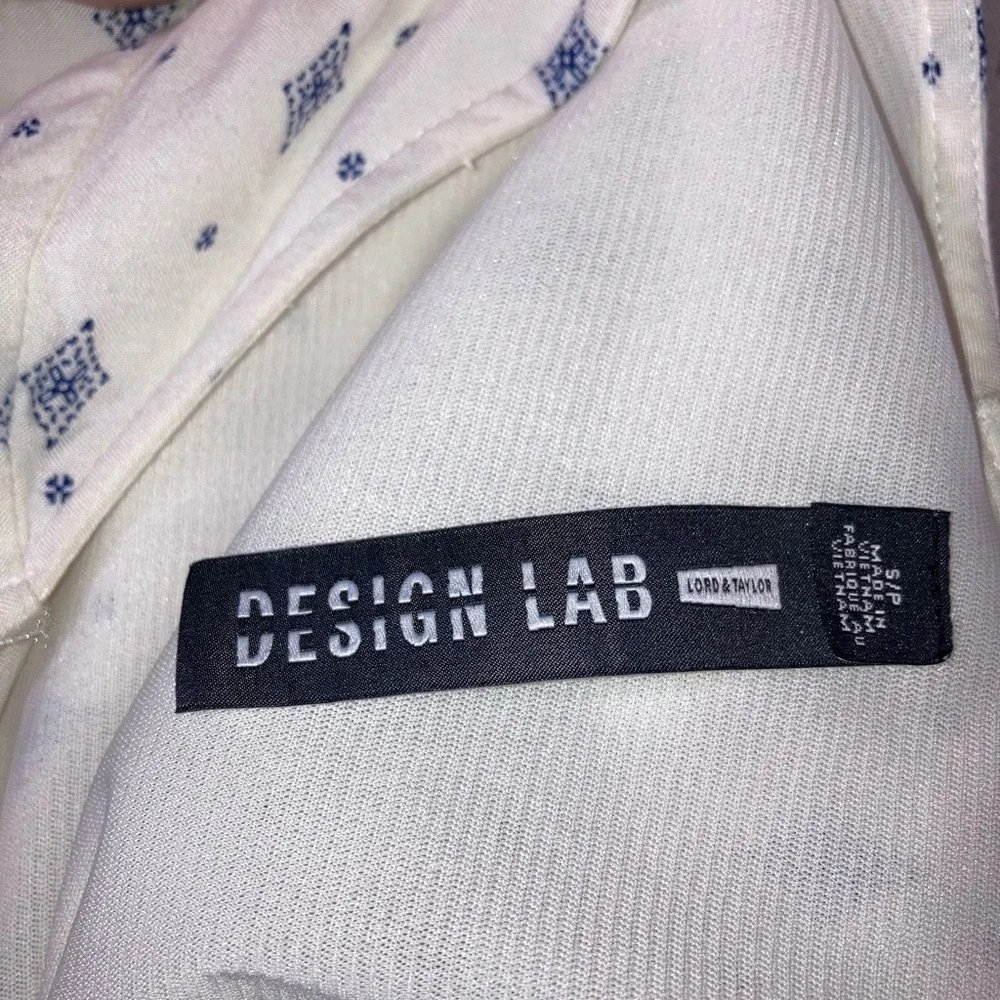 DESIGN LAB
LORD & TAYLOR
S/P
MADE IN
VIETNAM
FABRIQUÉ AU
VIETNAM